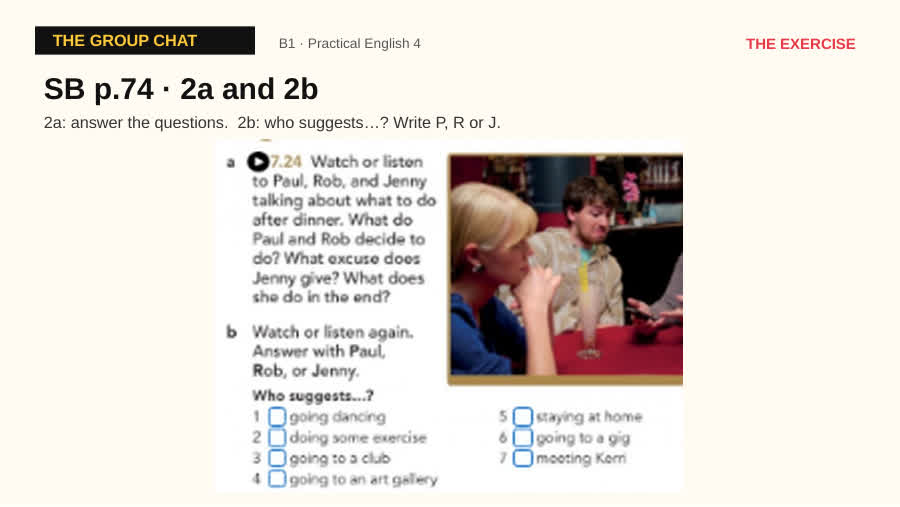 THE GROUP CHAT
B1 · Practical English 4
THE EXERCISE
SB p.74 · 2a and 2b
2a: answer the questions.  2b: who suggests…? Write P, R or J.
a 7.24 Watch or listen
to Paul, Rob, and Jenny
talking about what to do
after dinner. What do
Paul and Rob decide to
do? What excuse does
Jenny give? What does
she do in the end?
b Watch or listen again.
Answer with Paul,
Rob, or Jenny.
Who suggests...?
1 going dancing
2 doing some exercise
3 going to a club
4 going to an art gallery
5 staying at home
6 going to a gig
7 meeting Kerri